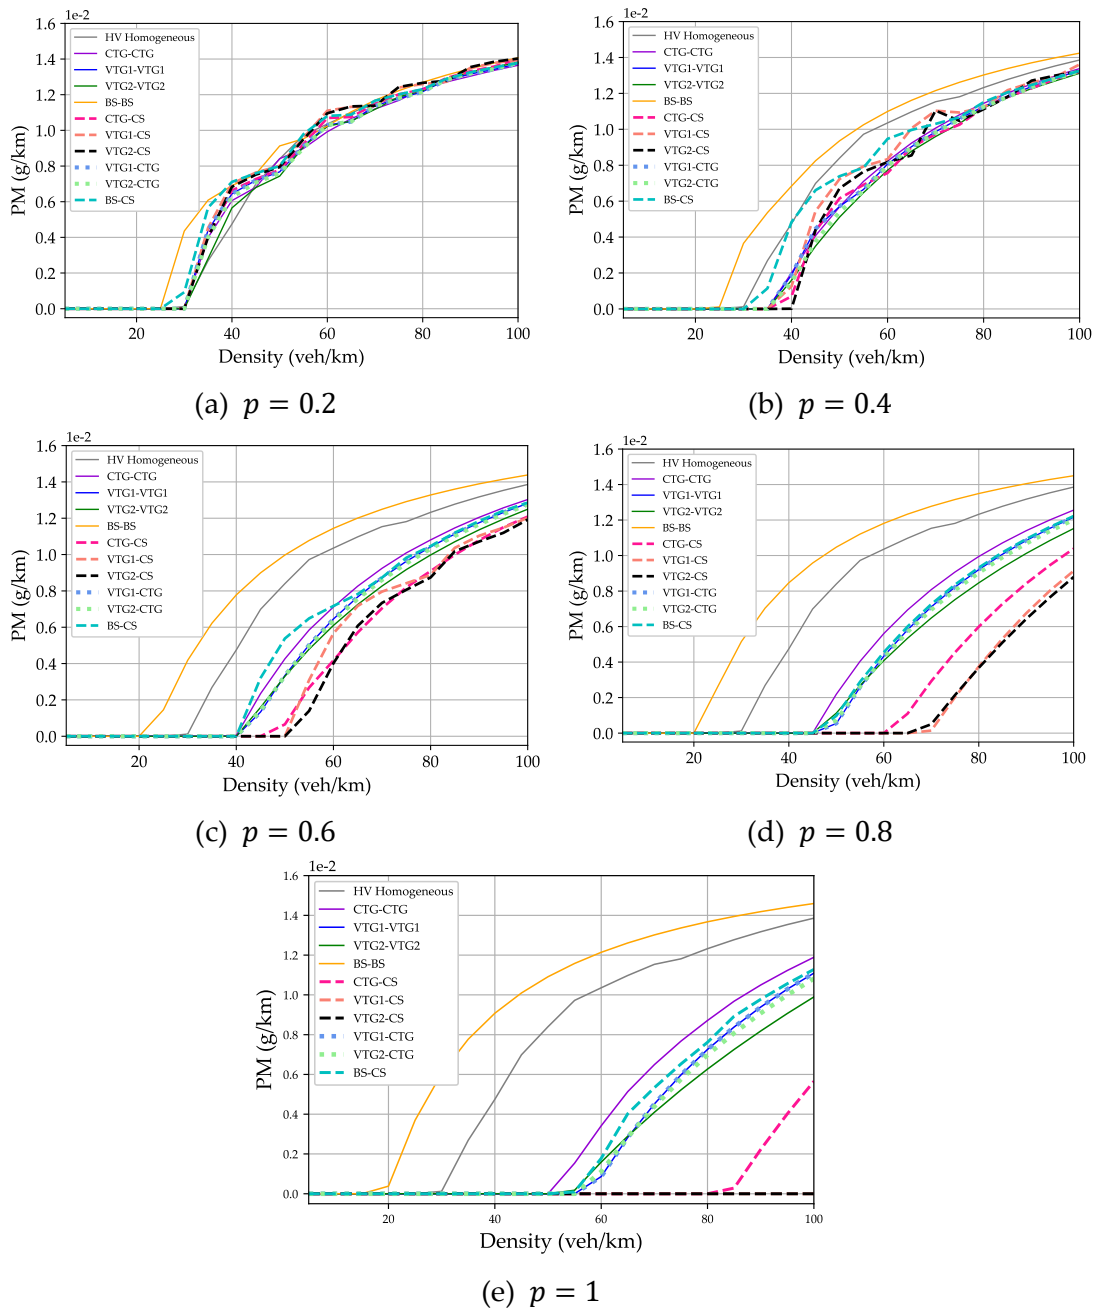 1e-2
1.6
1.4
1.2
1.0
0.8
0.6
0.4
0.2
0.0
PM (g/km)
HV Homogeneous
CTG-CTG
VTG1-VTG1
VTG2-VTG2
BS-BS
CTG-CS
VTG1-CS
VTG2-CS
VTG1-CTG
VTG2-CTG
BS-CS
20 40 60 80 100
Density (veh/km)
(a) p = 0.2
1e-2
1.6
1.4
1.2
1.0
0.8
0.6
0.4
0.2
0.0
PM (g/km)
HV Homogeneous
CTG-CTG
VTG1-VTG1
VTG2-VTG2
BS-BS
CTG-CS
VTG1-CS
VTG2-CS
VTG1-CTG
VTG2-CTG
BS-CS
20 40 60 80 100
Density (veh/km)
(b) p = 0.4
1e-2
1.6
1.4
1.2
1.0
0.8
0.6
0.4
0.2
0.0
PM (g/km)
HV Homogeneous
CTG-CTG
VTG1-VTG1
VTG2-VTG2
BS-BS
CTG-CS
VTG1-CS
VTG2-CS
VTG1-CTG
VTG2-CTG
BS-CS
20 40 60 80 100
Density (veh/km)
(c) p = 0.6
1e-2
1.6
1.4
1.2
1.0
0.8
0.6
0.4
0.2
0.0
PM (g/km)
HV Homogeneous
CTG-CTG
VTG1-VTG1
VTG2-VTG2
BS-BS
CTG-CS
VTG1-CS
VTG2-CS
VTG1-CTG
VTG2-CTG
BS-CS
20 40 60 80 100
Density (veh/km)
(d) p = 0.8
1e-2
1.6
1.4
1.2
1.0
0.8
0.6
0.4
0.2
0.0
PM (g/km)
HV Homogeneous
CTG-CTG
VTG1-VTG1
VTG2-VTG2
BS-BS
CTG-CS
VTG1-CS
VTG2-CS
VTG1-CTG
VTG2-CTG
BS-CS
20 40 60 80 100
Density (veh/km)
(e) p = 1